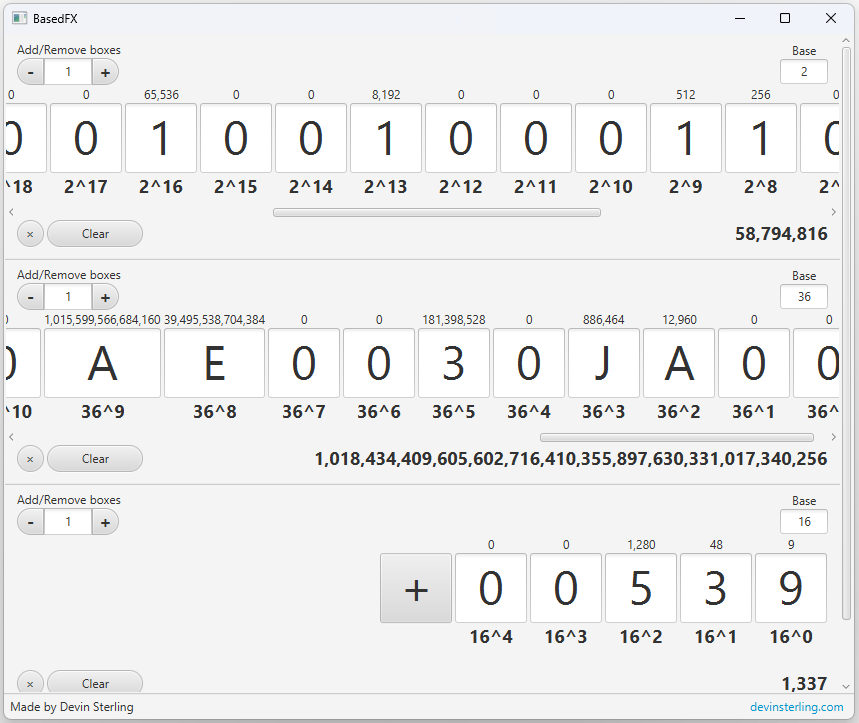 BasedFX
Add/Remove boxes Base
- 1 + 2
0 0 65,536 0 0 8,192 0 0 0 512 256 0
0 0 1 0 0 1 0 0 0 1 1 0
^18 2^17 2^16 2^15 2^14 2^13 2^12 2^11 2^10 2^9 2^8 2^
× Clear 58,794,816
Add/Remove boxes Base
- 1 + 36
0 1,015,599,566,684,160 39,495,538,704,384 0 0 181,398,528 0 886,464 12,960 0 0
0 A E 0 0 3 0 J A 0 0
^10 36^9 36^8 36^7 36^6 36^5 36^4 36^3 36^2 36^1 36^
× Clear 1,018,434,409,605,602,716,410,355,897,630,331,017,340,256
Add/Remove boxes Base
- 1 + 16
0 0 1,280 48 9
+ 0 0 5 3 9
16^4 16^3 16^2 16^1 16^0
× Clear 1,337
Made by Devin Sterling devinsterling.com